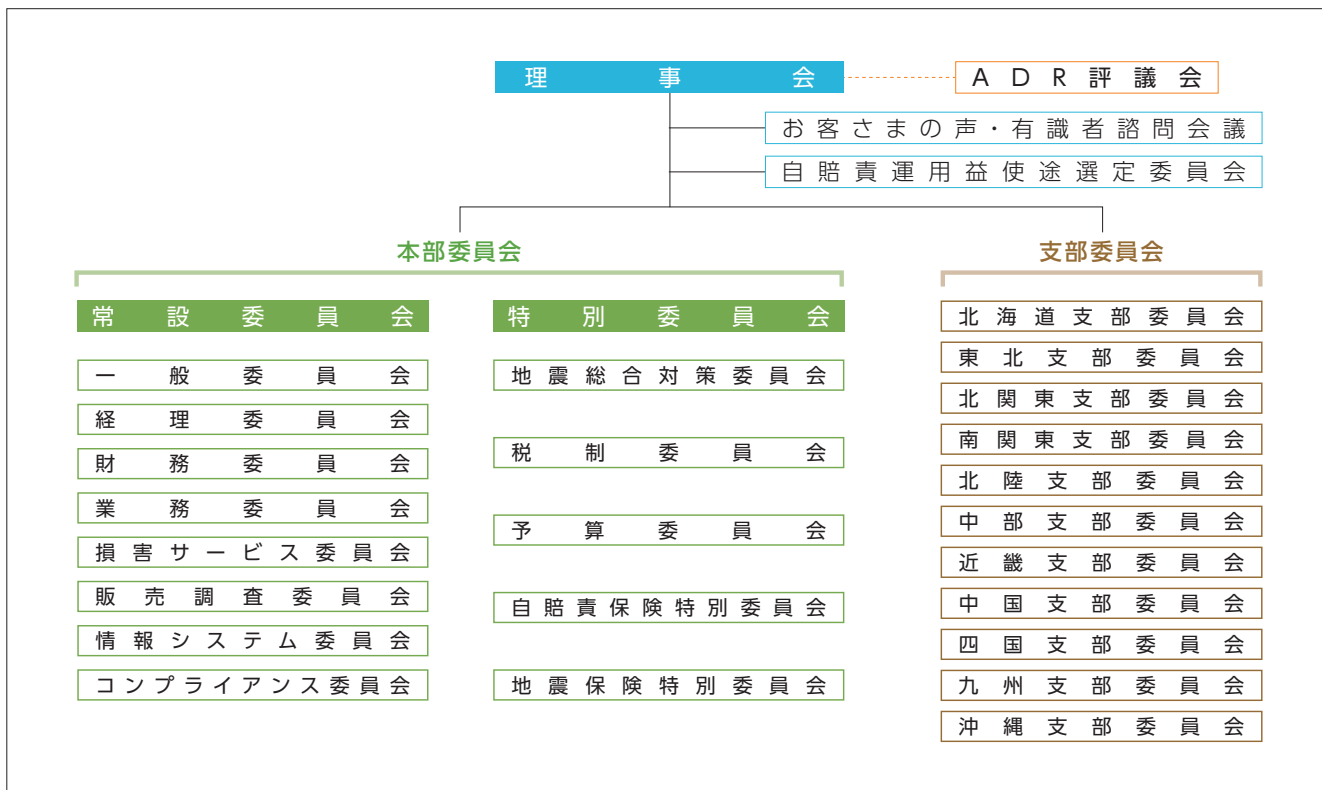 理事会
ADR評議会
お客さまの声・有識者諮問会議
自賠責運用益使途選定委員会
本部委員会
支部委員会
常設委員会
一般委員会
経理委員会
財務委員会
業務委員会
損害サービス委員会
販売調査委員会
情報システム委員会
コンプライアンス委員会
特別委員会
地震総合対策委員会
税制委員会
予算委員会
自賠責保険特別委員会
地震保険特別委員会
北海道支部委員会
東北支部委員会
北関東支部委員会
南関東支部委員会
北陸支部委員会
中部支部委員会
近畿支部委員会
中国支部委員会
四国支部委員会
九州支部委員会
沖縄支部委員会